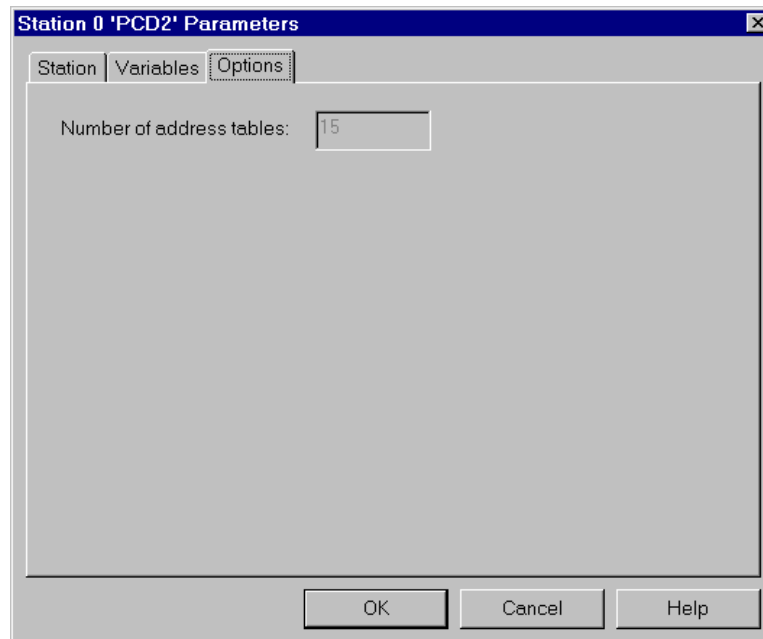 Station 0 'PCD2' Parameters
Station Variables Options
Number of address tables: 15
OK Cancel Help